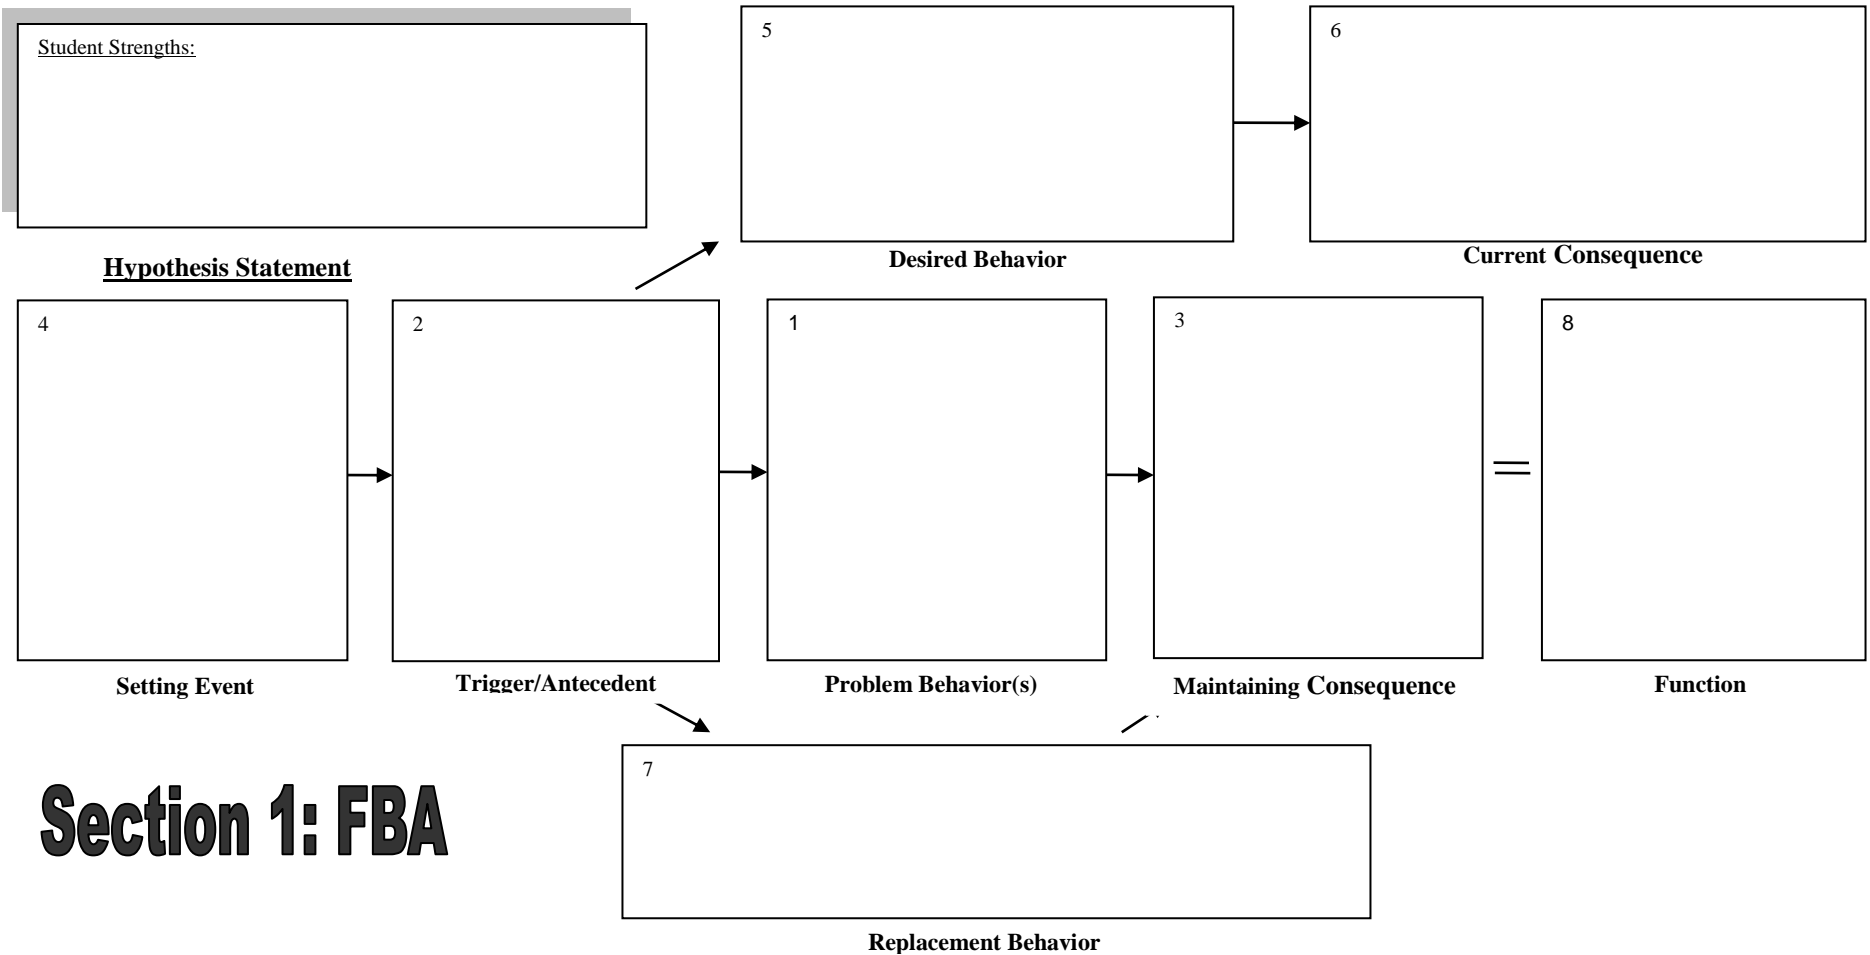 Student Strengths:
5
6
Desired Behavior
Current Consequence
Hypothesis Statement
4
2
1
3
8
Setting Event
Trigger/Antecedent
Problem Behavior(s)
Maintaining Consequence
Function
7
Section 1: FBA
Replacement Behavior